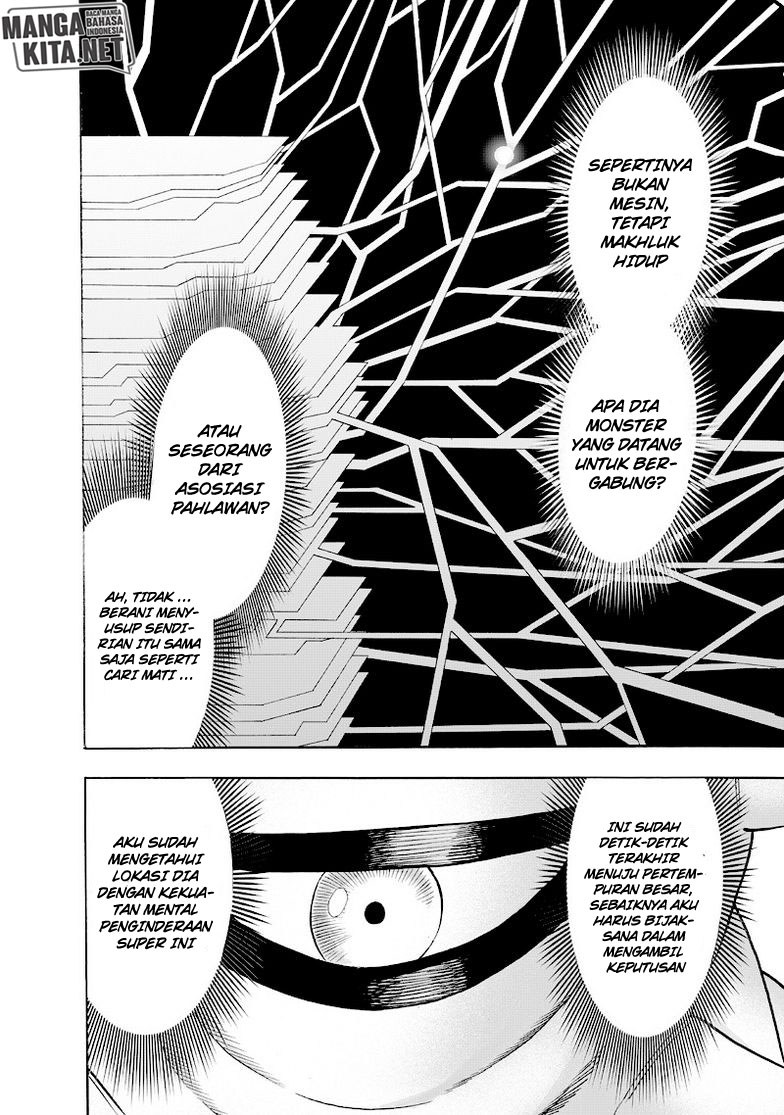 MANGA
KITA.NET
BACA MANGA
BAHASA
INDONESIA
SEPERTINYA
BUKAN
MESIN,
TETAPI
MAKHLUK
HIDUP
APA DIA
MONSTER
YANG DATANG
UNTUK BER-
GABUNG?
ATAU
SESEORANG
DARI
ASOSIASI
PAHLAWAN?
AH, TIDAK ...
BERANI MENY-
USUP SENDI-
RIAN ITU SAMA
SAJA SEPERTI
CARI MATI ...
INI SUDAH
DETIK-DETIK
TERAKHIR
MENUJU PERTEM-
PURAN BESAR,
SEBAIKNYA AKU
HARUS BIJAK-
SANA DALAM
MENGAMBIL
KEPUTUSAN
AKU SUDAH
MENGETAHUI
LOKASI DIA
DENGAN KEKUA-
TAN MENTAL
PENGINDERAAN
SUPER INI